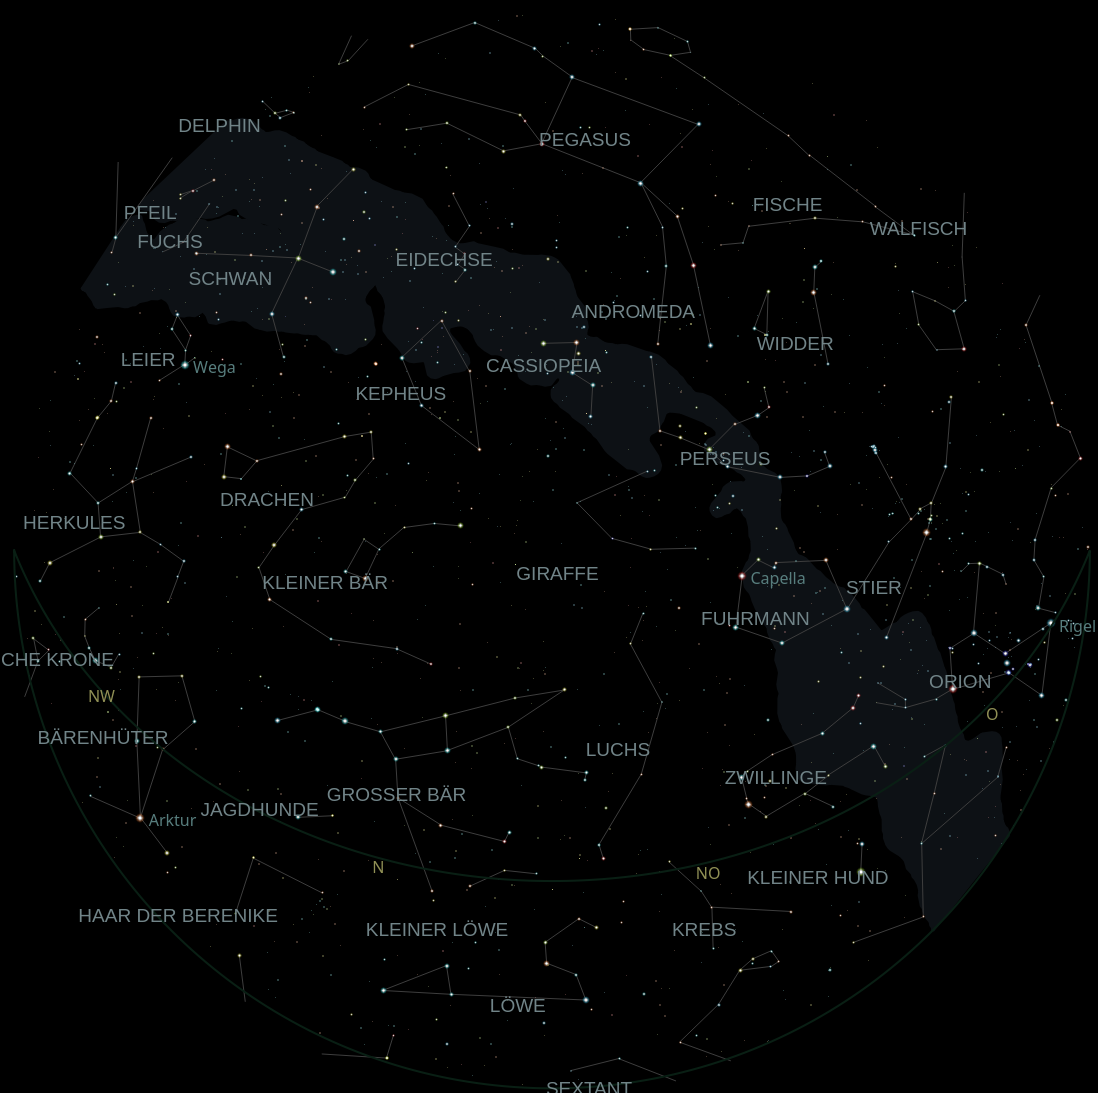 DELPHIN
PEGASUS
PFEIL
FISCHE
WALFISCH
FUCHS
EIDECHSE
SCHWAN
ANDROMEDA
WIDDER
LEIER
Wega
CASSIOPEIA
KEPHEUS
PERSEUS
DRACHEN
HERKULES
GIRAFFE
Capella
KLEINER BÄR
STIER
FUHRMANN
Rigel
CHE KRONE
ORION
NW
O
BÄRENHÜTER
LUCHS
ZWILLINGE
GROSSER BÄR
JAGDHUNDE
Arktur
N
NO
KLEINER HUND
HAAR DER BERENIKE
KLEINER LÖWE
KREBS
LÖWE
SEXTANT